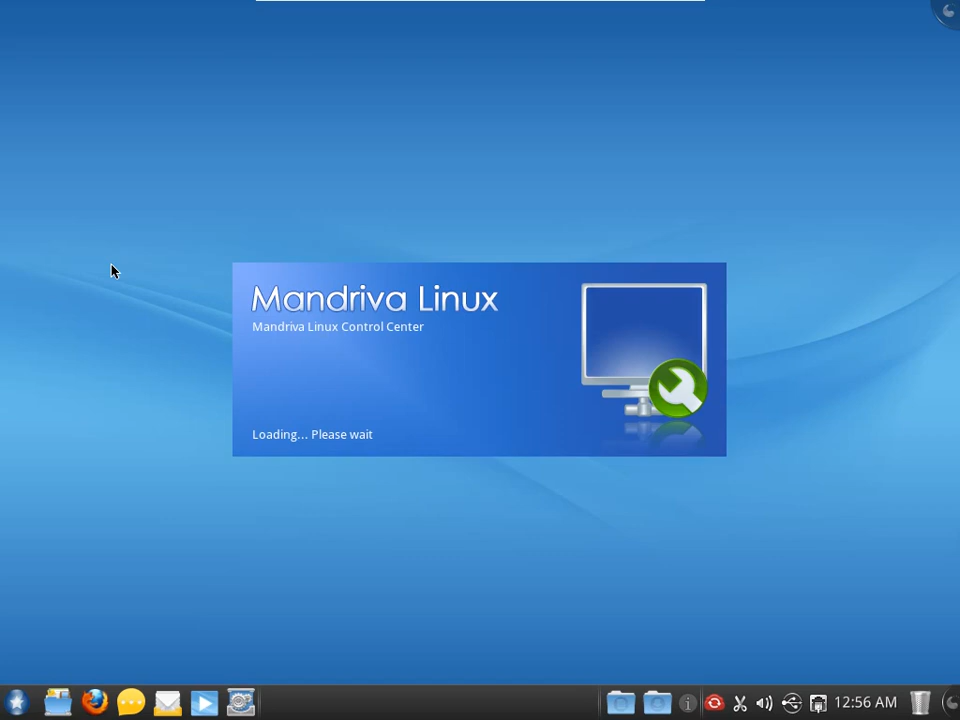 Mandriva Linux
Mandriva Linux Control Center
Loading... Please wait
12:56 AM